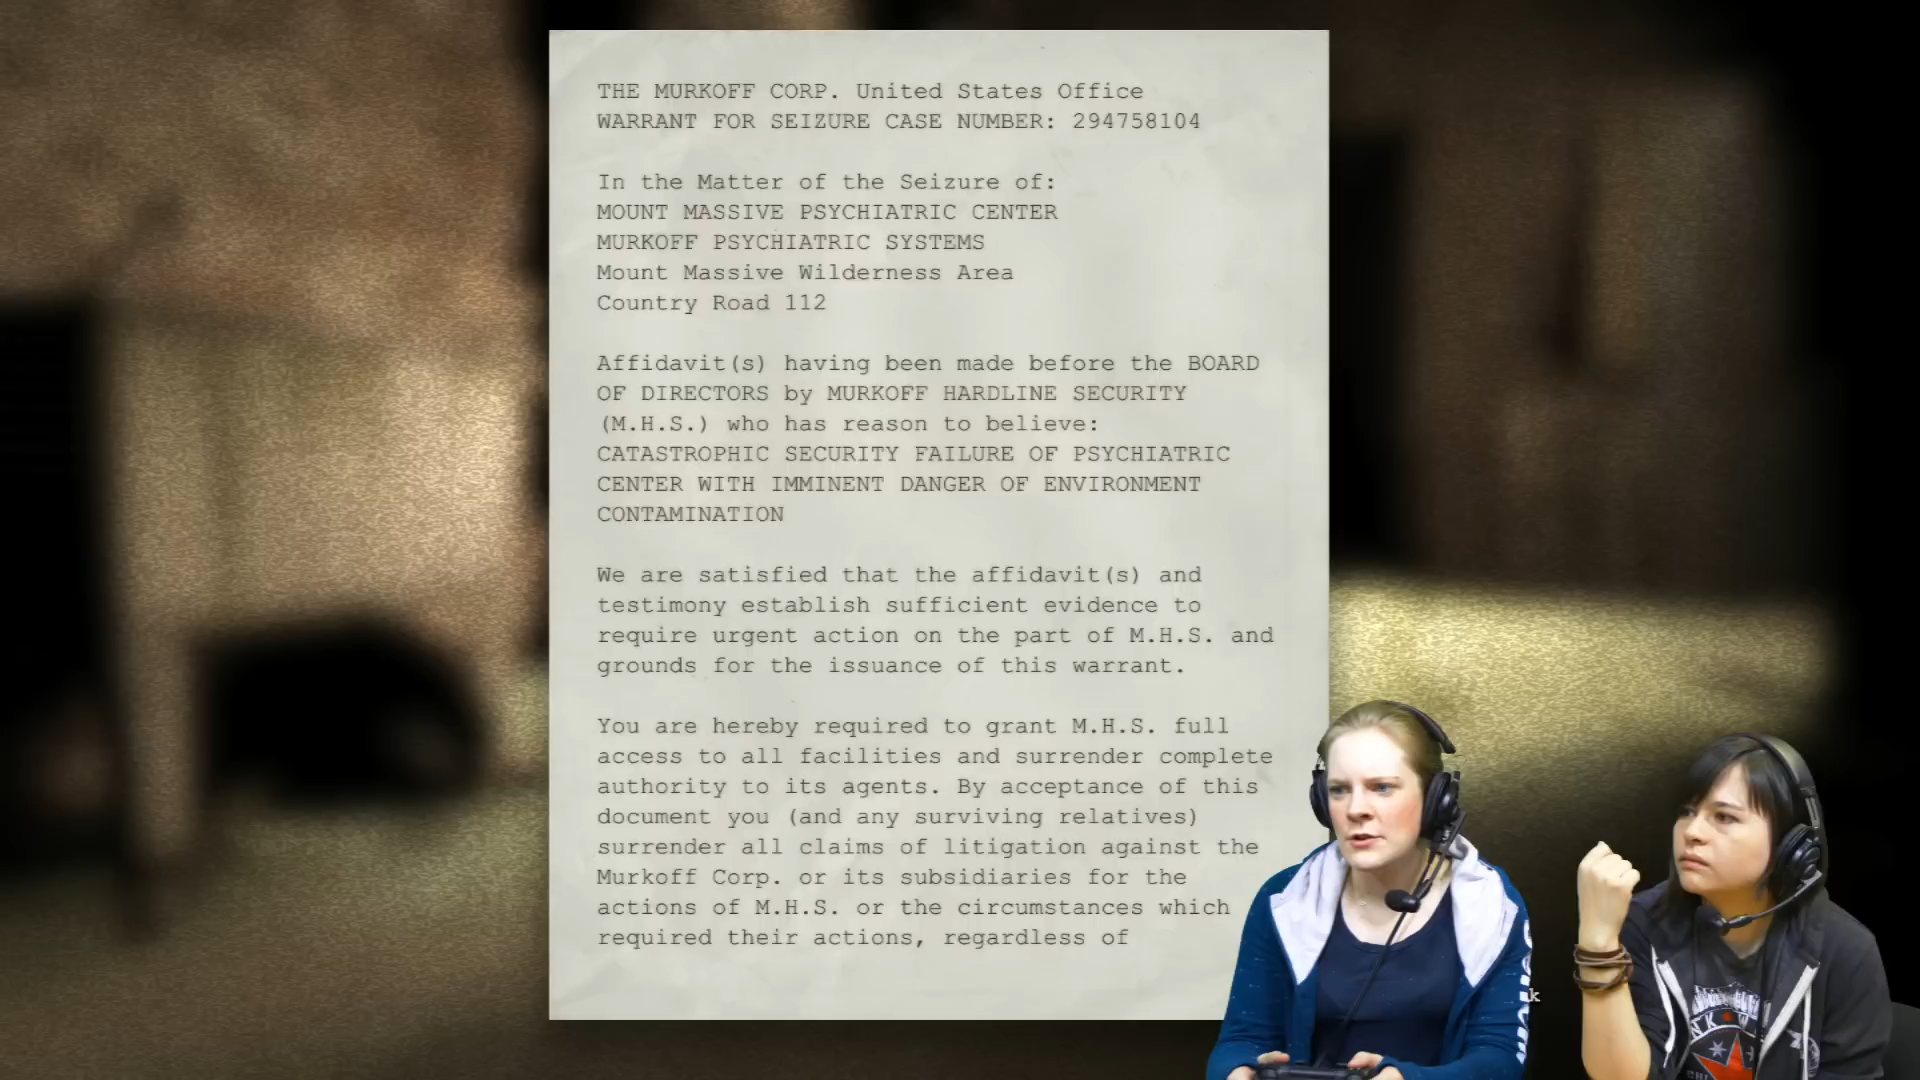 THE MURKOFF CORP. United States Office
WARRANT FOR SEIZURE CASE NUMBER: 294758104
In the Matter of the Seizure of:
MOUNT MASSIVE PSYCHIATRIC CENTER
MURKOFF PSYCHIATRIC SYSTEMS
Mount Massive Wilderness Area
Country Road 112
Affidavit(s) having been made before the BOARD
OF DIRECTORS by MURKOFF HARDLINE SECURITY
(M.H.S.) who has reason to believe:
CATASTROPHIC SECURITY FAILURE OF PSYCHIATRIC
CENTER WITH IMMINENT DANGER OF ENVIRONMENT
CONTAMINATION
We are satisfied that the affidavit(s) and
testimony establish sufficient evidence to
require urgent action on the part of M.H.S. and
grounds for the issuance of this warrant.
You are hereby required to grant M.H.S. full
access to all facilities and surrender complete
authority to its agents. By acceptance of this
document you (and any surviving relatives)
surrender all claims of litigation against the
Murkoff Corp. or its subsidiaries for the
actions of M.H.S. or the circumstances which
required their actions, regardless of